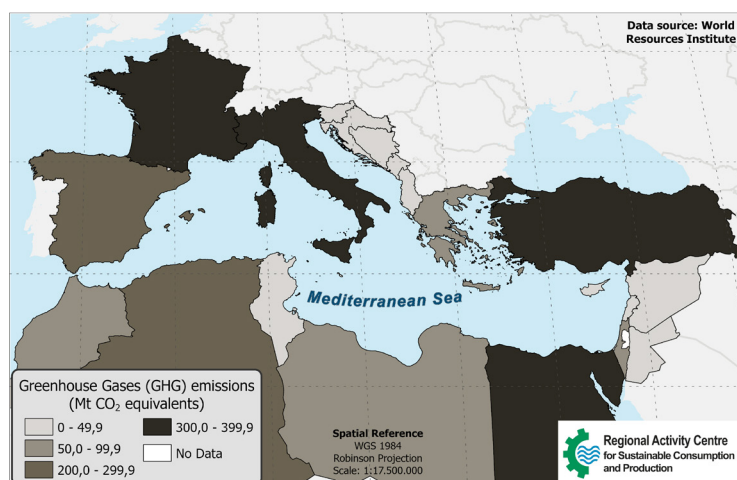 Data source: World
Resources Institute
Mediterranean Sea
Greenhouse Gases (GHG) emissions
(Mt CO₂ equivalents)
0 - 49,9
300,0 - 399,9
50,0 - 99,9
No Data
200,0 - 299,9
Spatial Reference
WGS 1984
Robinson Projection
Scale: 1:17.500.000
Regional Activity Centre
for Sustainable Consumption
and Production